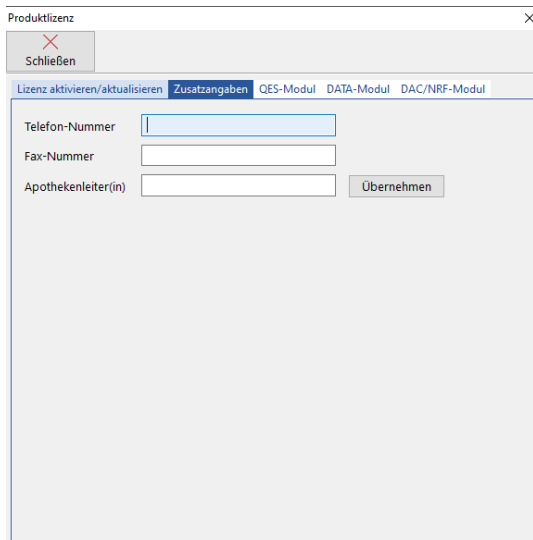 Produktlizenz
Schließen
Lizenz aktivieren/aktualisieren Zusatzangaben QES-Modul DATA-Modul DAC/NRF-Modul
Telefon-Nummer
Fax-Nummer
Apothekenleiter(in) Übernehmen